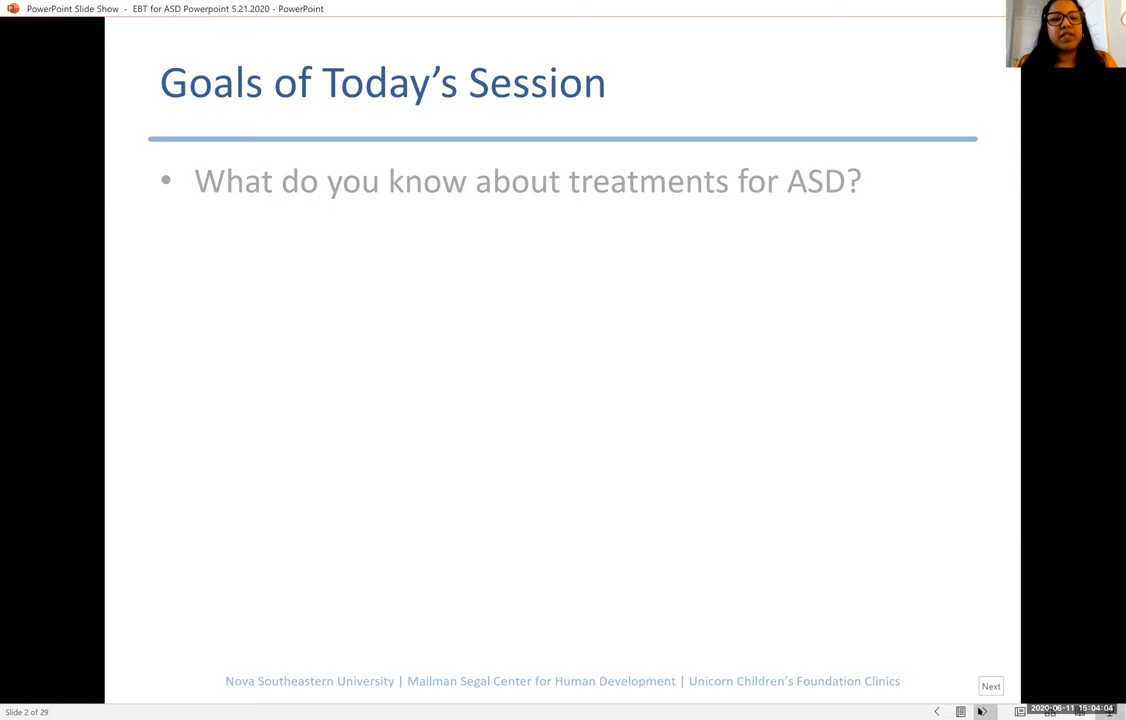 PowerPoint Slide Show - EBT for ASD Powerpoint 5.21.2020 - PowerPoint
Goals of Today's Session
• What do you know about treatments for ASD?
Nova Southeastern University | Mailman Segal Center for Human Development | Unicorn Children's Foundation Clinics
Next
Slide 2 of 29
2020-06-11 15:04:04